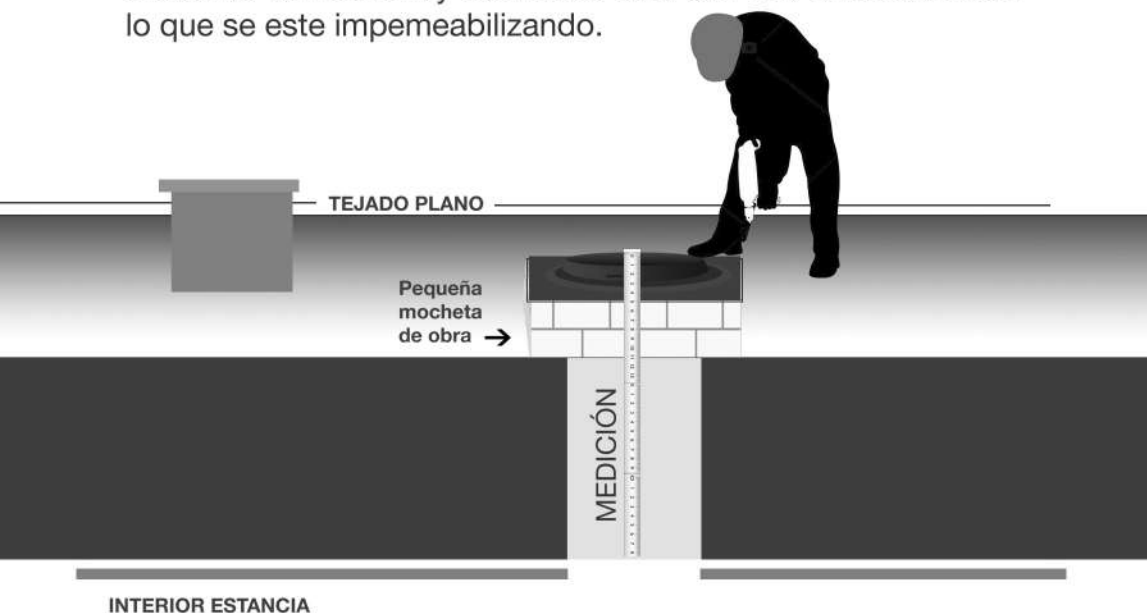 lo que se este impemeabilizando.
TEJADO PLANO
Pequeña
mocheta
de obra →
MEDICIÓN
INTERIOR ESTANCIA